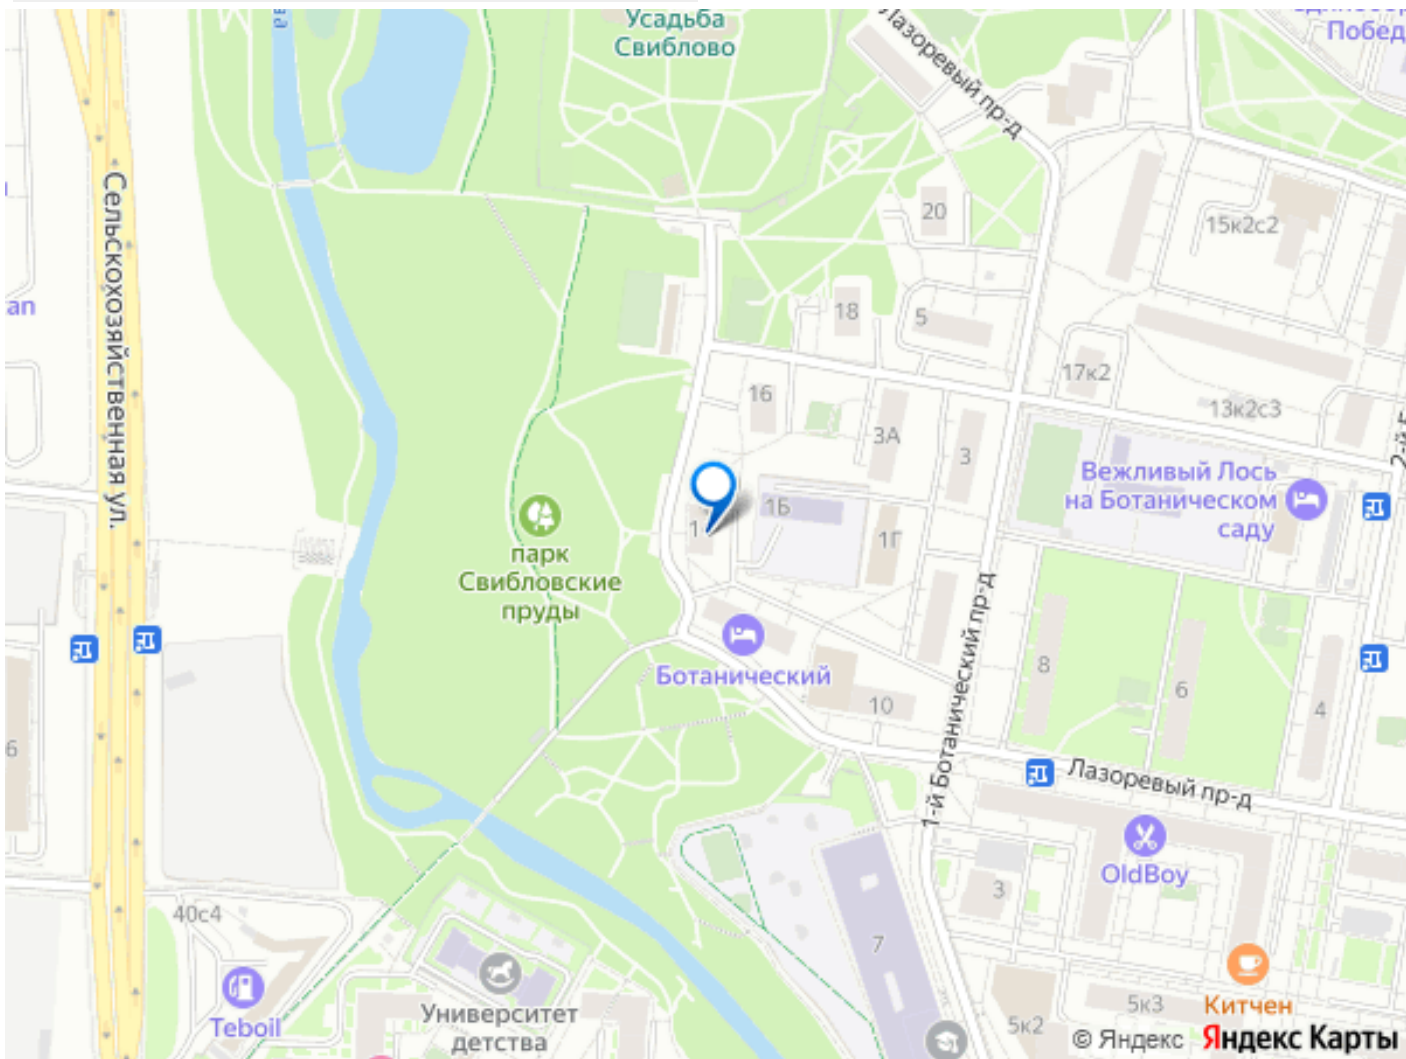 Усадьба
Свиблово
Лазоревый пр-д
Побед
20
15к2с2
Сельскохозяйственная ул.
an
18
5
17к2
16
13к2с3
3А
3
Вежливый Лось
на Ботаническом
саду
1Б
1
1Г
парк
Свибловские
пруды
1-й Ботанический пр-д
8
Ботанический
6
10
4
6
Лазоревый пр-д
OldBoy
3
40с4
7
Teboil
Университет
детства
Китчен
5к3
5к2
© Яндекс Яндекс Карты